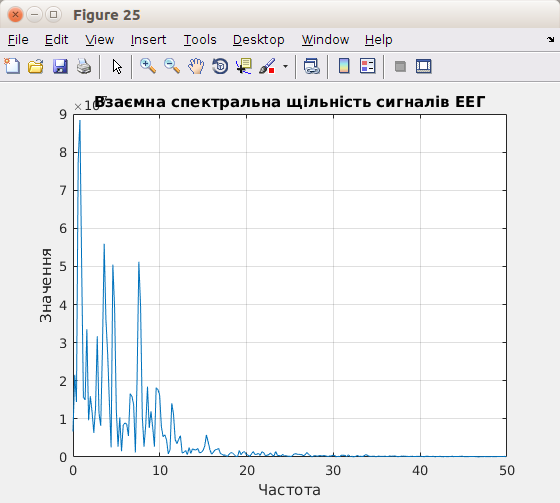 Figure 25
File Edit View Insert Tools Desktop Window Help
Взаємна спектральна щільність сигналів ЕЕГ
Значення
9
8
7
6
5
4
3
2
1
0
0 10 20 30 40 50
Частота